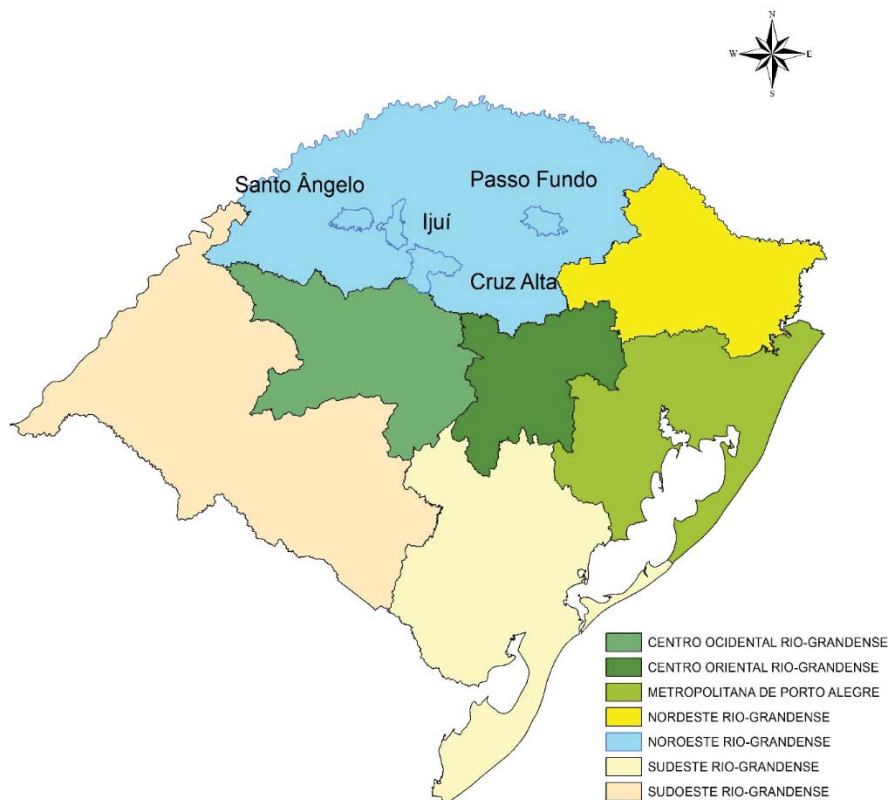 N
W E
S
Santo Ângelo
Passo Fundo
Ijuí
Cruz Alta
CENTRO OCIDENTAL RIO-GRANDENSE
CENTRO ORIENTAL RIO-GRANDENSE
METROPOLITANA DE PORTO ALEGRE
NORDESTE RIO-GRANDENSE
NOROESTE RIO-GRANDENSE
SUDESTE RIO-GRANDENSE
SUDOESTE RIO-GRANDENSE